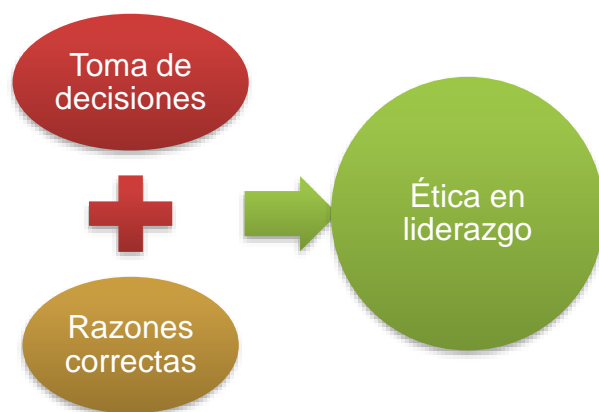 Toma de
decisiones
Razones
correctas
Ética en
liderazgo